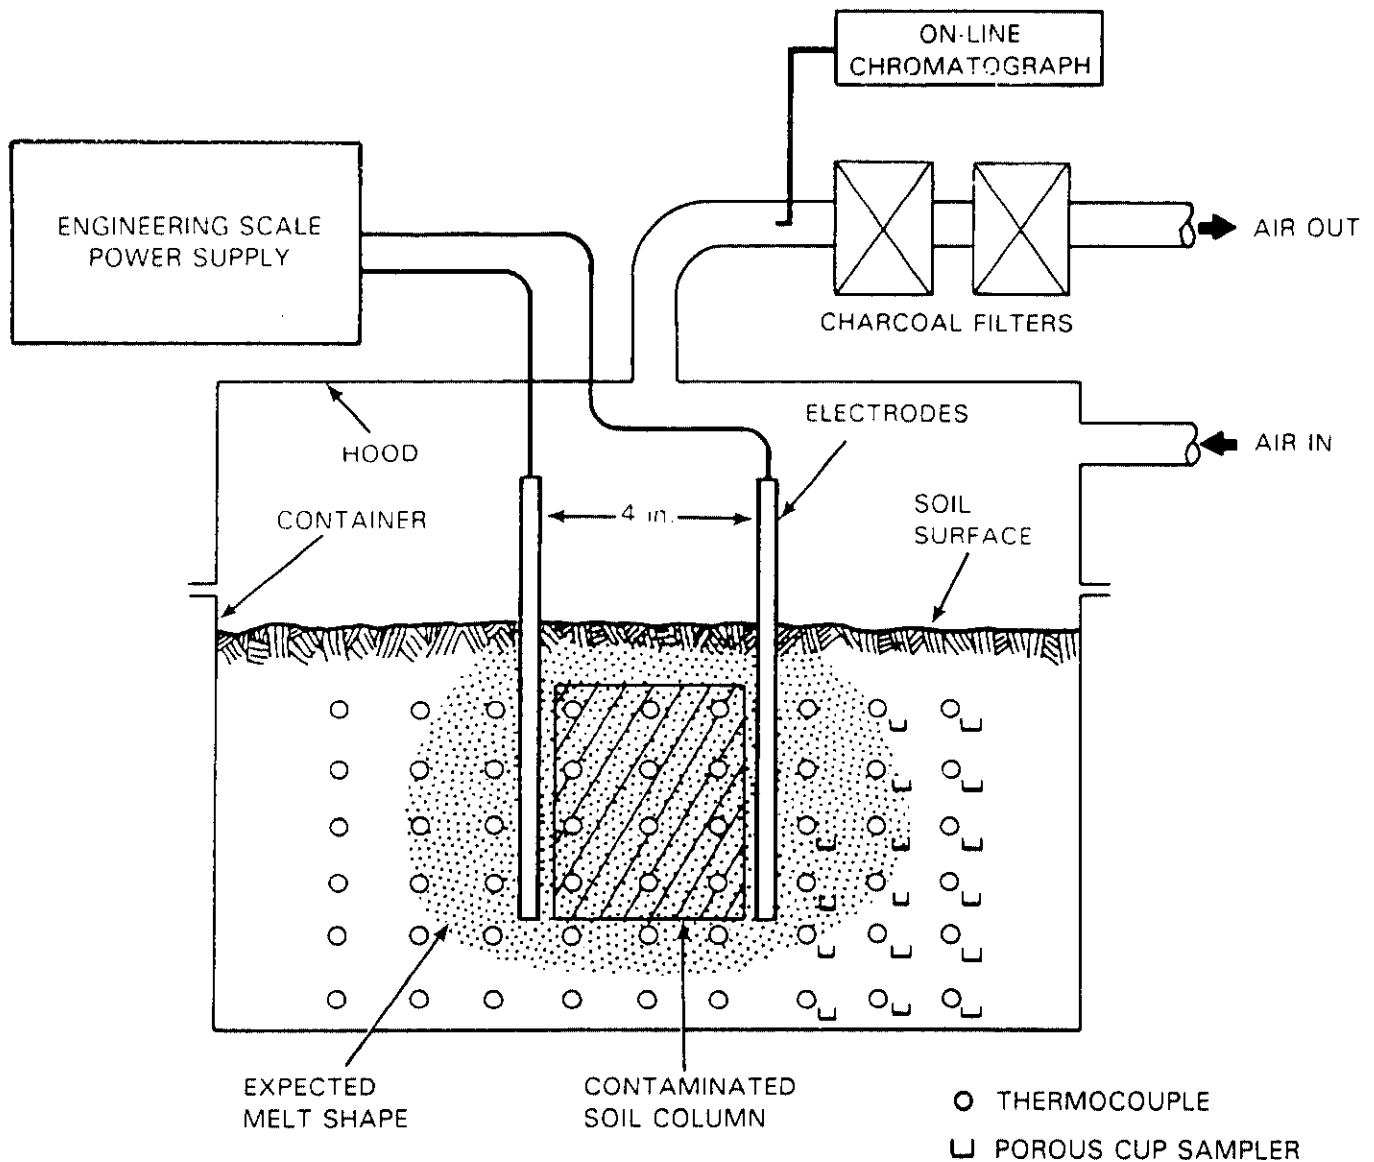 ON-LINE
CHROMATOGRAPH
ENGINEERING SCALE
POWER SUPPLY
AIR OUT
CHARCOAL FILTERS
ELECTRODES
HOOD
AIR IN
CONTAINER
4 in.
SOIL
SURFACE
EXPECTED
MELT SHAPE
CONTAMINATED
SOIL COLUMN
THERMOCOUPLE
POROUS CUP SAMPLER